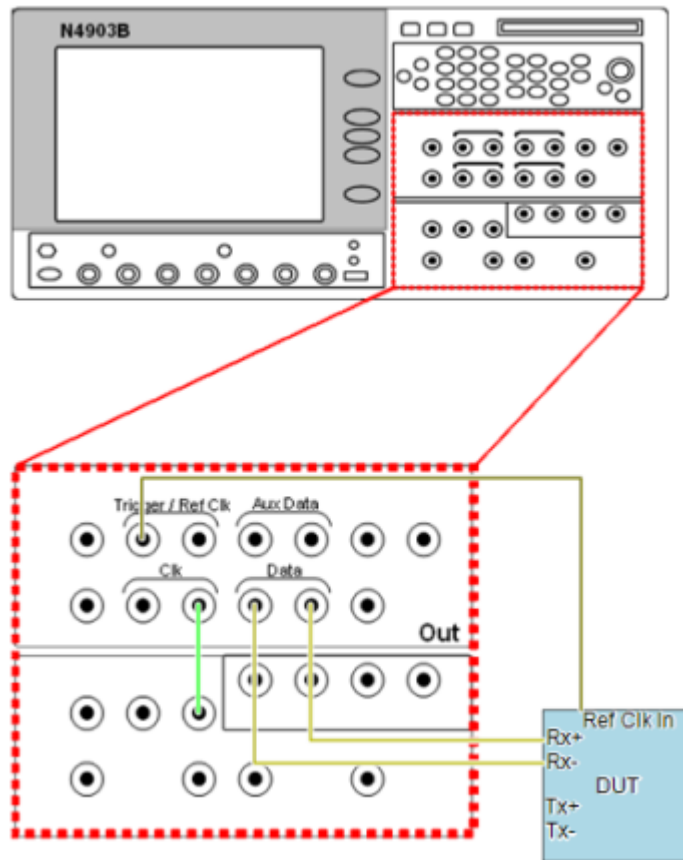 N4903B
Trigger / Ref Clk Aux Data
Clk Data
Out
Ref Clk In
Rx+
Rx-
DUT
Tx+
Tx-